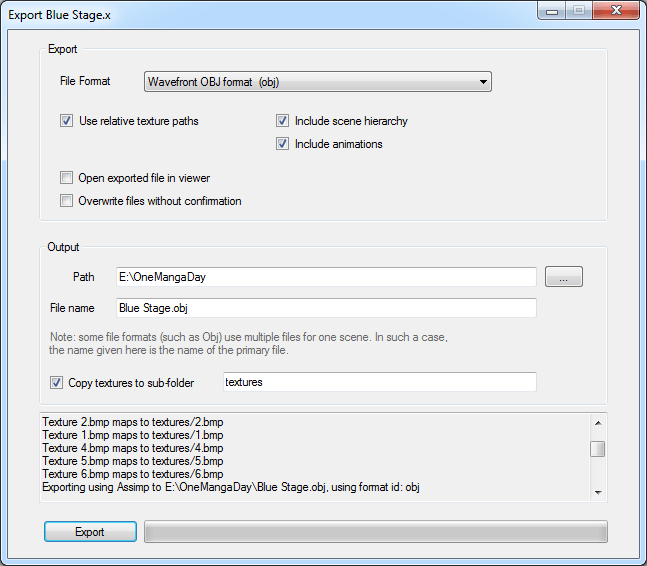 Export Blue Stage.x
Export
File Format
Wavefront OBJ format (obj)
Use relative texture paths
Include scene hierarchy
Include animations
Open exported file in viewer
Overwrite files without confirmation
Output
Path
E:\OneMangaDay
...
File name
Blue Stage.obj
Note: some file formats (such as Obj) use multiple files for one scene. In such a case,
the name given here is the name of the primary file.
Copy textures to sub-folder
textures
Texture 2.bmp maps to textures/2.bmp
Texture 1.bmp maps to textures/1.bmp
Texture 4.bmp maps to textures/4.bmp
Texture 5.bmp maps to textures/5.bmp
Texture 6.bmp maps to textures/6.bmp
Exporting using Assimp to E:\OneMangaDay\Blue Stage.obj, using format id: obj
Export